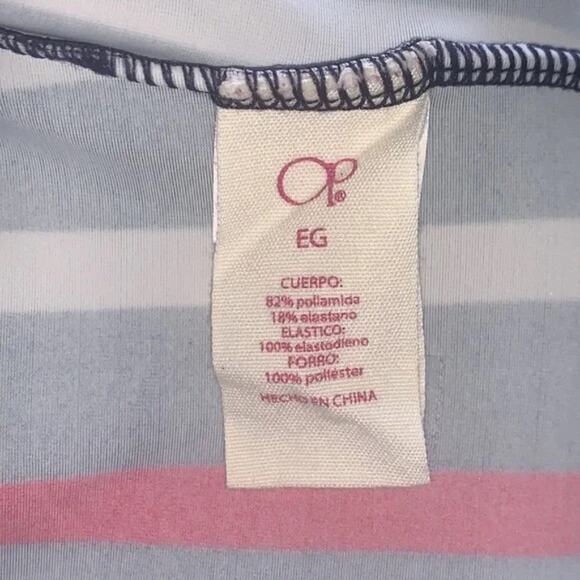 op®
EG
CUERPO:
82% poliamida
18% elastano
ELASTICO:
100% elastodieno
FORRO:
100% poliéster
HECHO EN CHINA